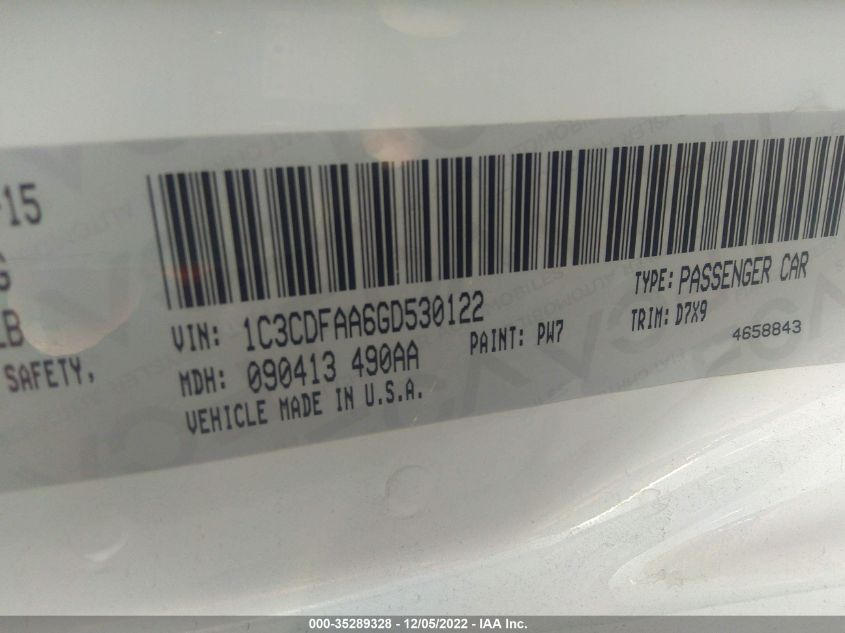 -15
G
LB
SAFETY,
VIN: 1C3CDFAA6GD530122
TYPE: PASSENGER CAR
MDH: 090413 490AA
PAINT: PW7
TRIM: D7X9
VEHICLE MADE IN U.S.A.
4658843
000-35289328 - 12/05/2022 - IAA Inc.